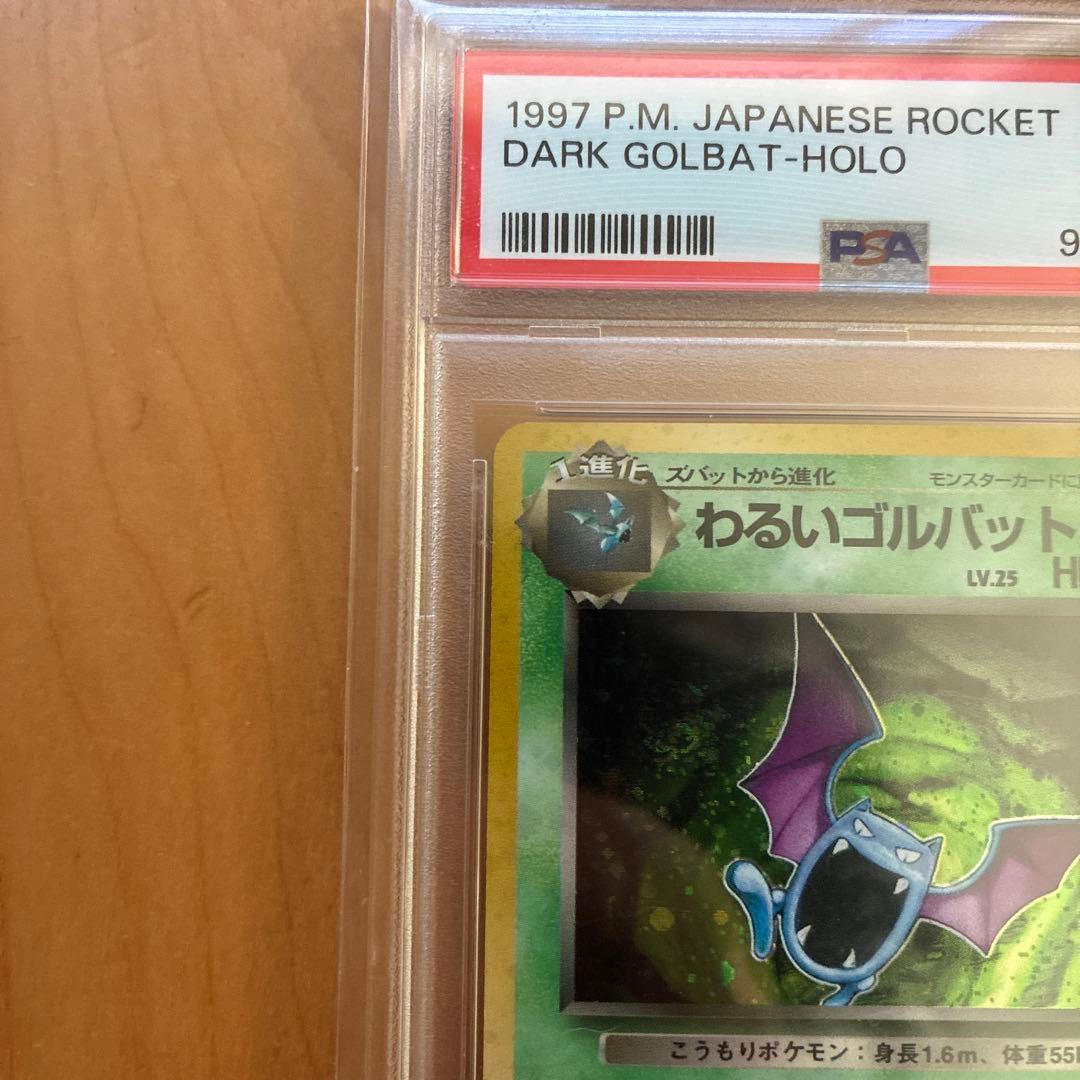 1997 P.M. JAPANESE ROCKET
DARK GOLBAT-HOLO
PSA
9
1進化
ズバットから進化
モンスターカードに
わるいゴルバット
LV.25
こうもりポケモン：身長1.6m、体重55